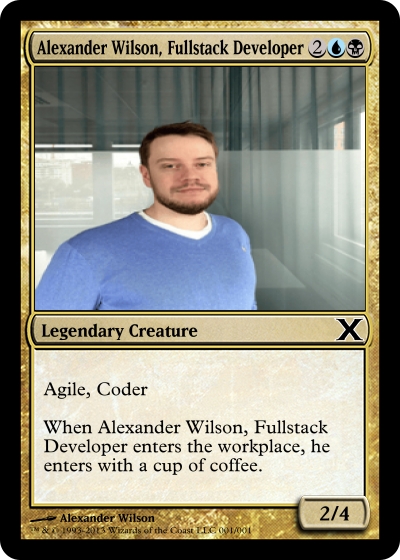 Alexander Wilson, Fullstack Developer 2
Legendary Creature X
Agile, Coder
When Alexander Wilson, Fullstack
Developer enters the workplace, he
enters with a cup of coffee.
2/4
Alexander Wilson
™ & © 1993-2013 Wizards of the Coast LLC 001/001